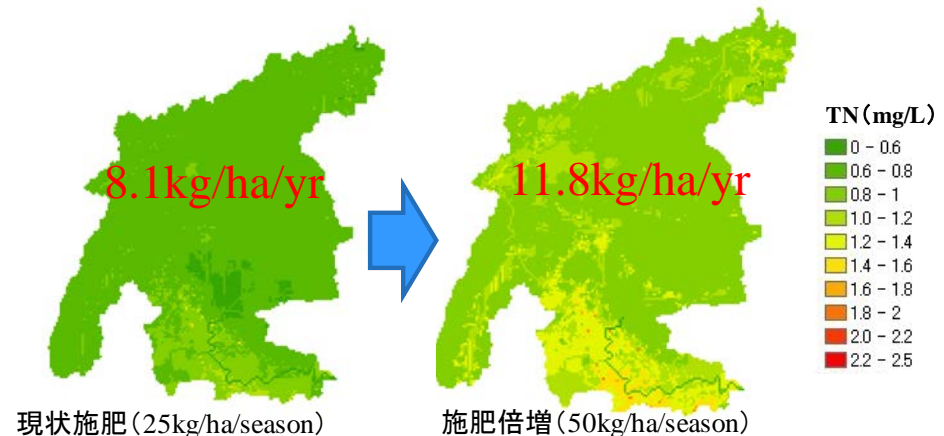 8.1kg/ha/yr
11.8kg/ha/yr
TN(mg/L)
0 - 0.6
0.6 - 0.8
0.8 - 1
1.0 - 1.2
1.2 - 1.4
1.4 - 1.6
1.6 - 1.8
1.8 - 2
2.0 - 2.2
2.2 - 2.5
現状施肥(25kg/ha/season)
施肥倍増(50kg/ha/season)